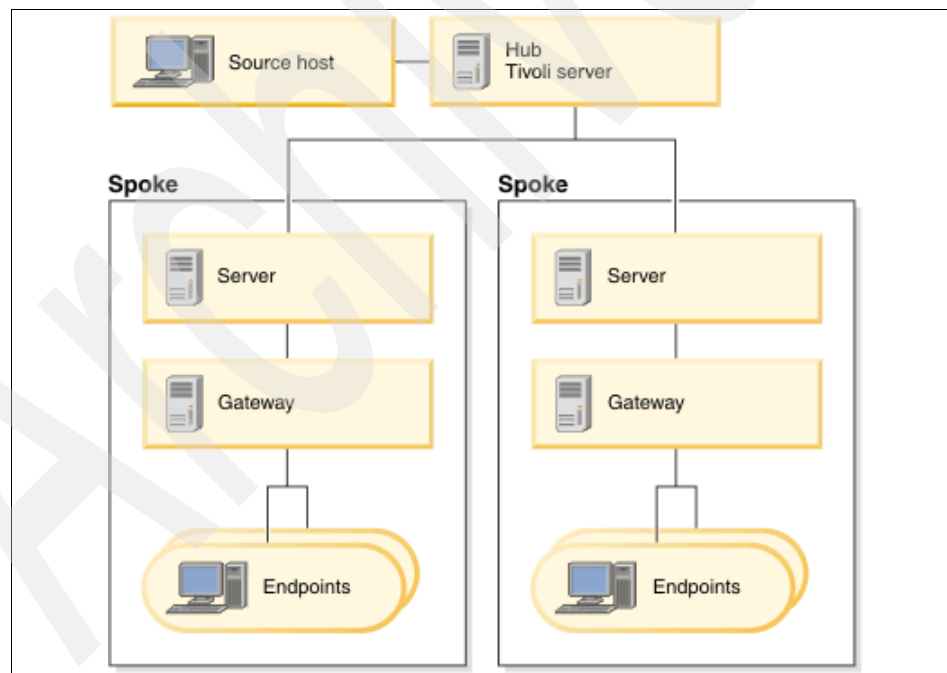 Source host
Hub
Tivoli server
Spoke
Server
Gateway
Endpoints
Spoke
Server
Gateway
Endpoints